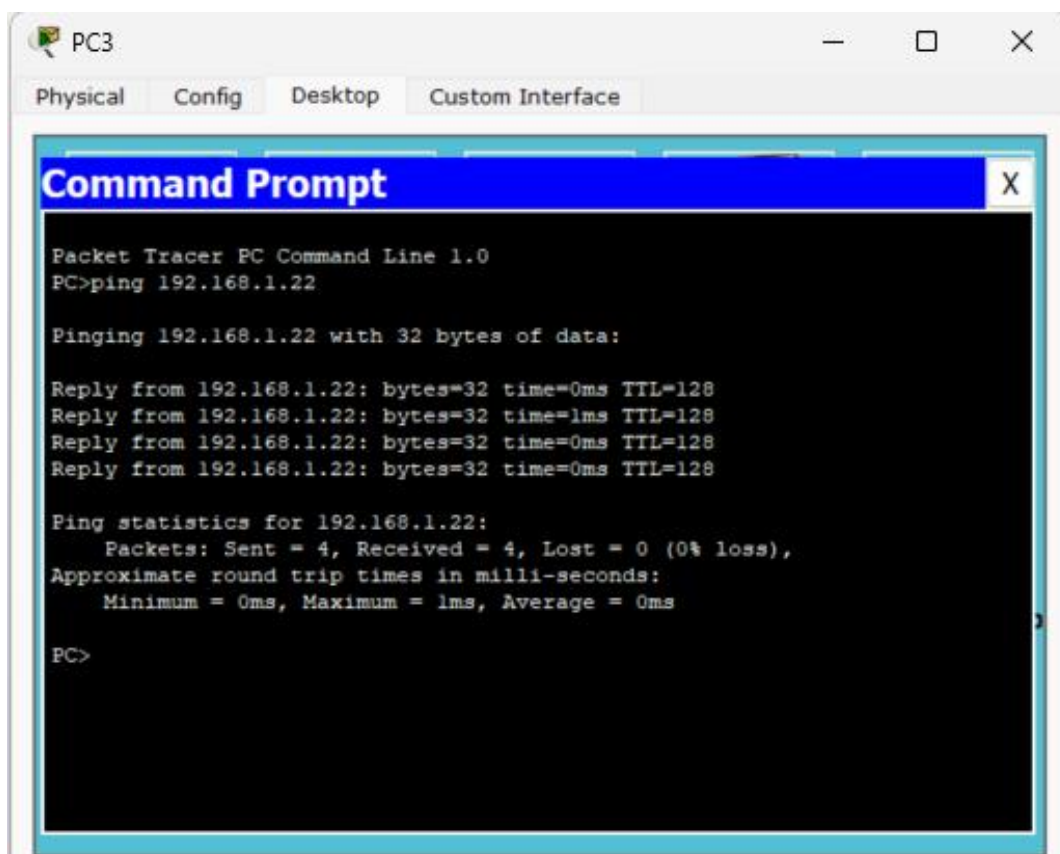 PC3
Physical Config Desktop Custom Interface
Command Prompt X
Packet Tracer PC Command Line 1.0
PC>ping 192.168.1.22
Pinging 192.168.1.22 with 32 bytes of data:
Reply from 192.168.1.22: bytes=32 time=0ms TTL=128
Reply from 192.168.1.22: bytes=32 time=1ms TTL=128
Reply from 192.168.1.22: bytes=32 time=0ms TTL=128
Reply from 192.168.1.22: bytes=32 time=0ms TTL=128
Ping statistics for 192.168.1.22:
Packets: Sent = 4, Received = 4, Lost = 0 (0% loss),
Approximate round trip times in milli-seconds:
Minimum = 0ms, Maximum = 1ms, Average = 0ms
PC>